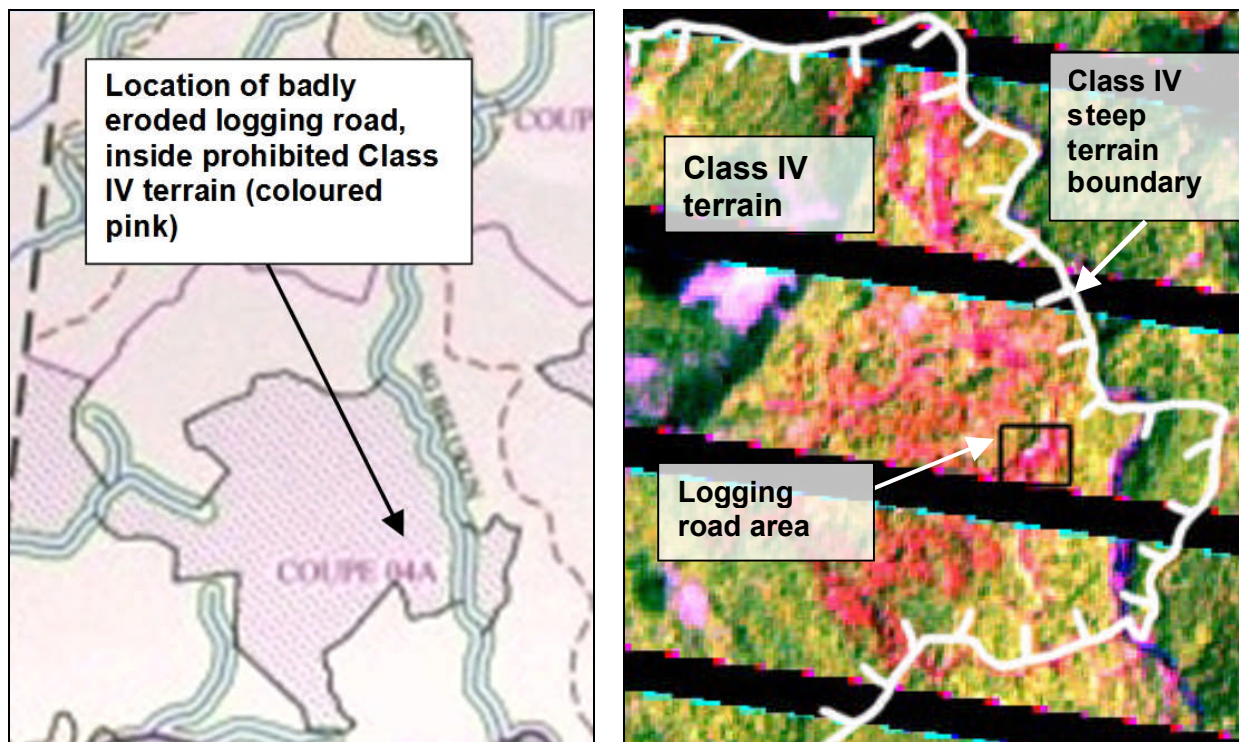 Location of badly
eroded logging road,
inside prohibited Class
IV terrain (coloured
pink)
COUP
COUPE 04A
Class IV
terrain
Class IV
steep
terrain
boundary
Logging
road area